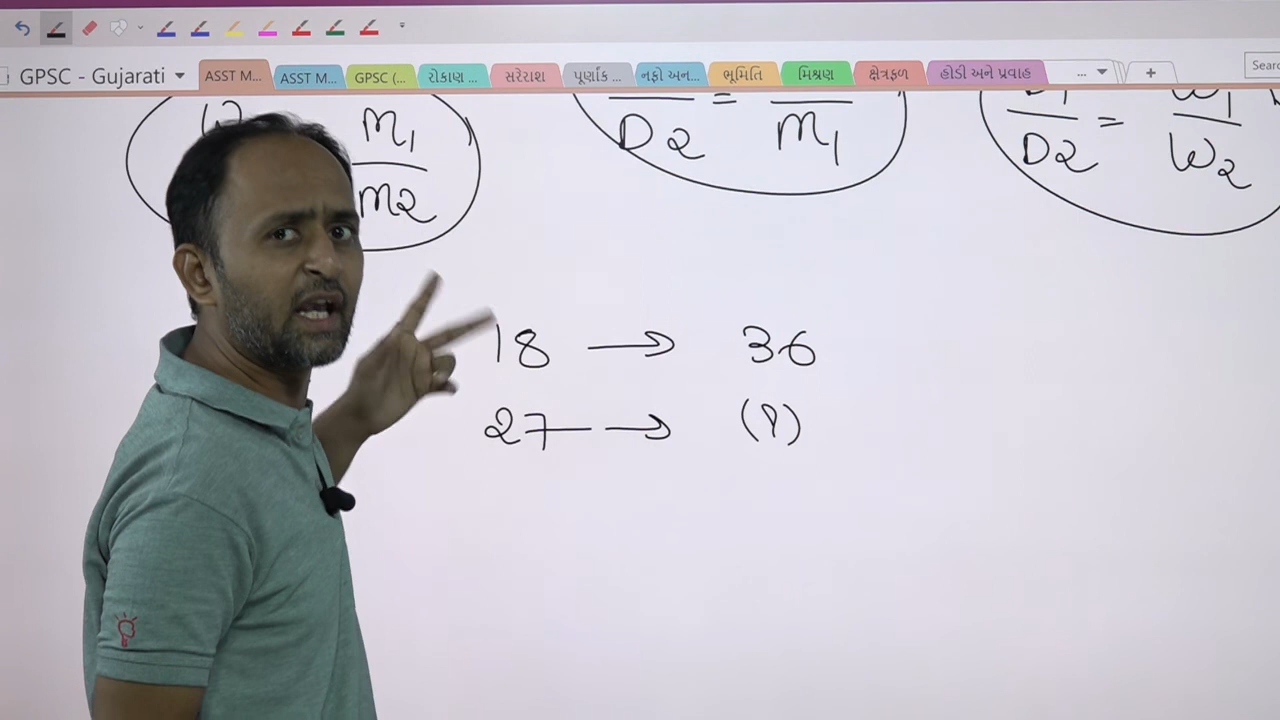 GPSC - Gujarati
ASST M... ASST M... GPSC (... રોકાણ ... સરેરાશ પૂર્ણાંક ... નફો અન... ભૂમિતિ મિશ્રણ ક્ષેત્રફળ હોડી અને પ્રવાહ ... +
Searc
M1
M2
D2 = M1
D1 = W1
D2 W2
18 → 36
27 → (?)